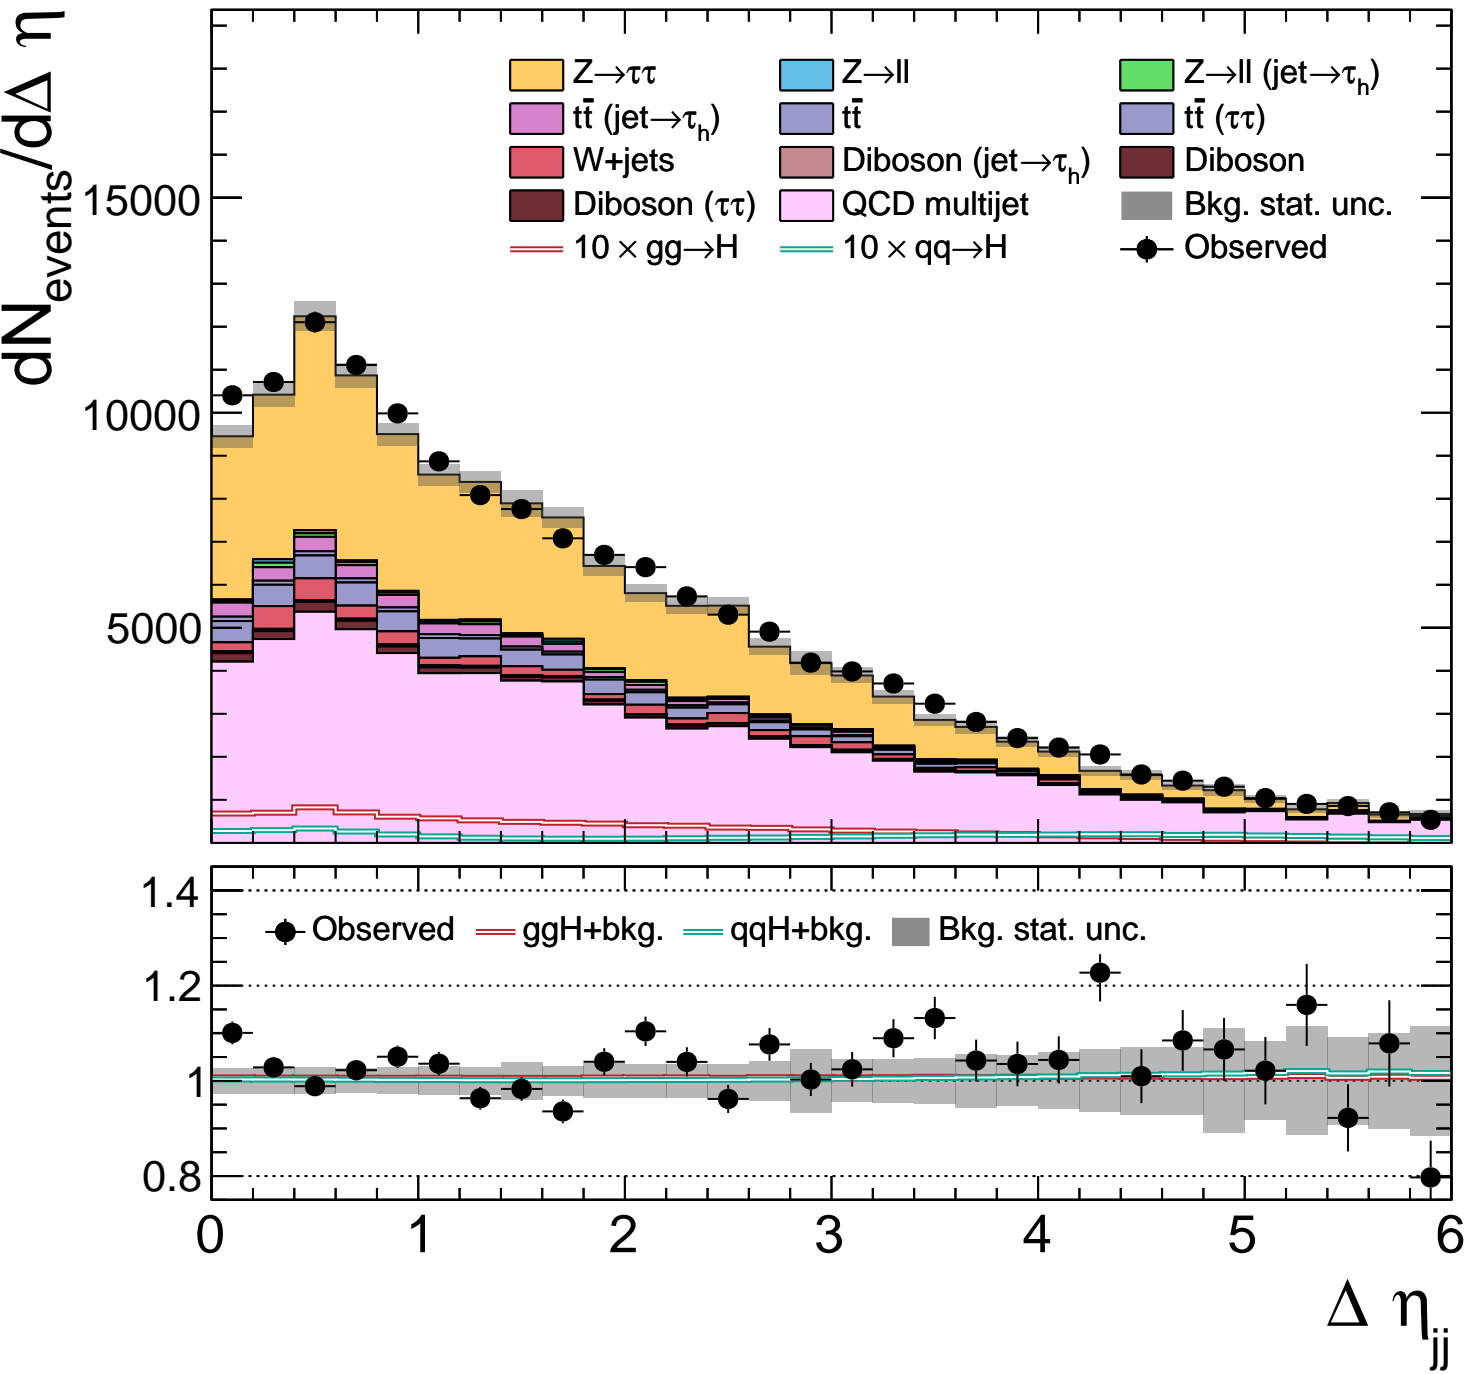 dN_events/dΔ η
Z→ττ Z→ll Z→ll (jet→τ_h)
tt̄ (jet→τ_h) tt̄ tt̄ (ττ)
W+jets Diboson (jet→τ_h) Diboson
Diboson (ττ) QCD multijet Bkg. stat. unc.
10 × gg→H 10 × qq→H Observed
15000
10000
5000
1.4
Observed ggH+bkg. qqH+bkg. Bkg. stat. unc.
1.2
1
0.8
0 1 2 3 4 5 6
Δ η_jj